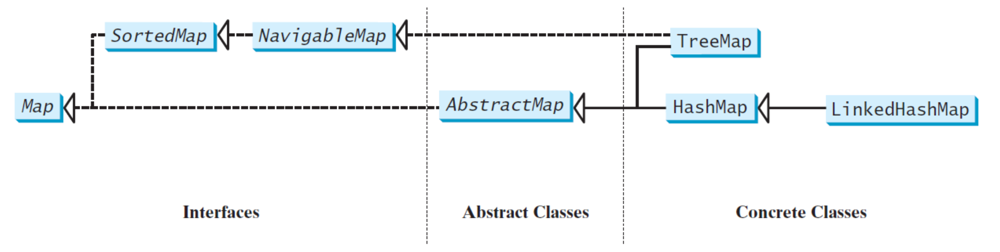 SortedMap NavigableMap TreeMap
Map AbstractMap HashMap LinkedHashMap
Interfaces Abstract Classes Concrete Classes